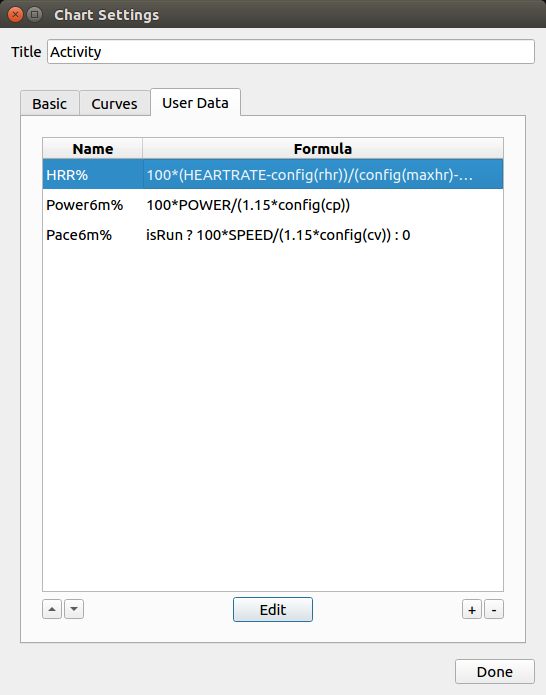 Chart Settings
Title Activity
Basic Curves User Data
Name Formula
HRR% 100*(HEARTRATE-config(rhr))/(config(maxhr)-...
Power6m% 100*POWER/(1.15*config(cp))
Pace6m% isRun ? 100*SPEED/(1.15*config(cv)) : 0
Edit + -
Done